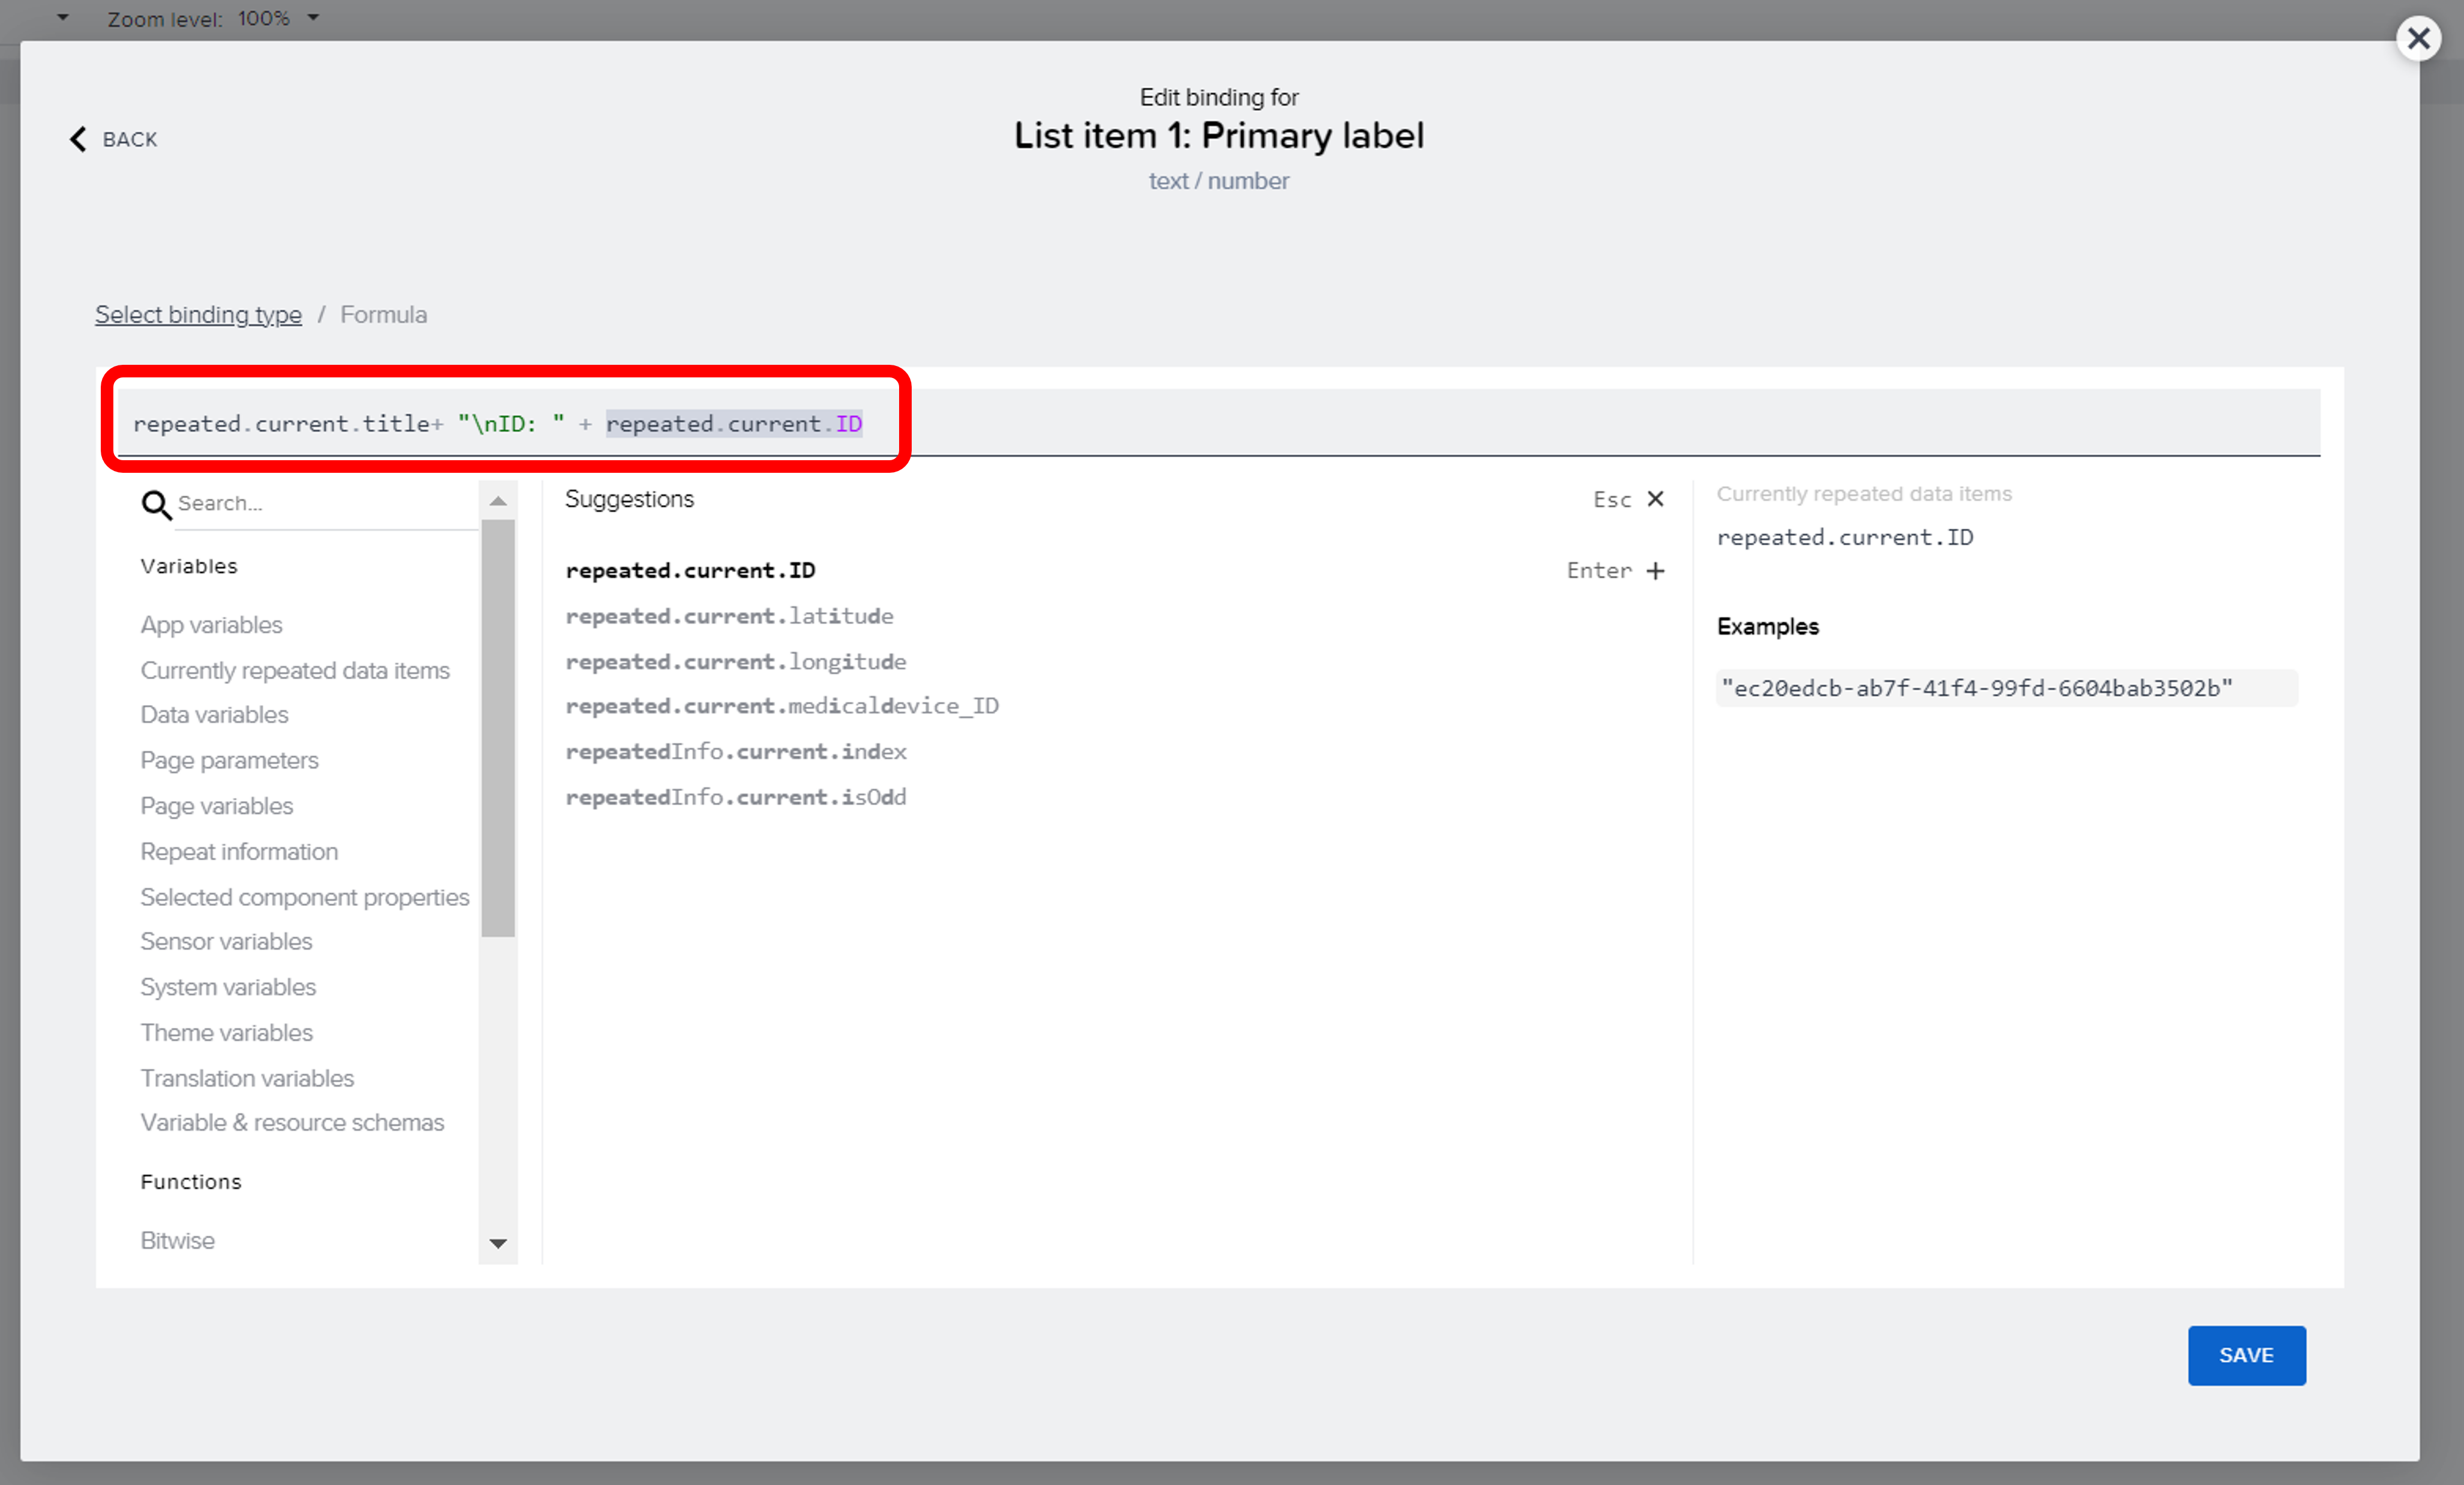 Zoom level: 100%
Edit binding for
BACK
List item 1: Primary label
text / number
Select binding type / Formula
repeated.current.title+ "\nID: " + repeated.current.ID
Search...
Variables
App variables
Currently repeated data items
Data variables
Page parameters
Page variables
Repeat information
Selected component properties
Sensor variables
System variables
Theme variables
Translation variables
Variable & resource schemas
Functions
Bitwise
Suggestions
Esc
repeated.current.ID
Enter +
repeated.current.latitude
repeated.current.longitude
repeated.current.medicaldevice_ID
repeatedInfo.current.index
repeatedInfo.current.isOdd
Currently repeated data items
repeated.current.ID
Examples
"ec20edcb-ab7f-41f4-99fd-6604bab3502b"
SAVE